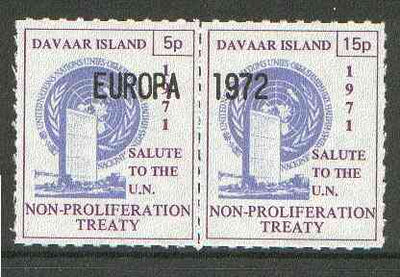 DAVAAR ISLAND 5p
EUROPA
1971
SALUTE
TO THE
U.N.
NON-PROLIFERATION
TREATY
DAVAAR ISLAND 15p
1972
1971
SALUTE
TO THE
U.N.
NON-PROLIFERATION
TREATY